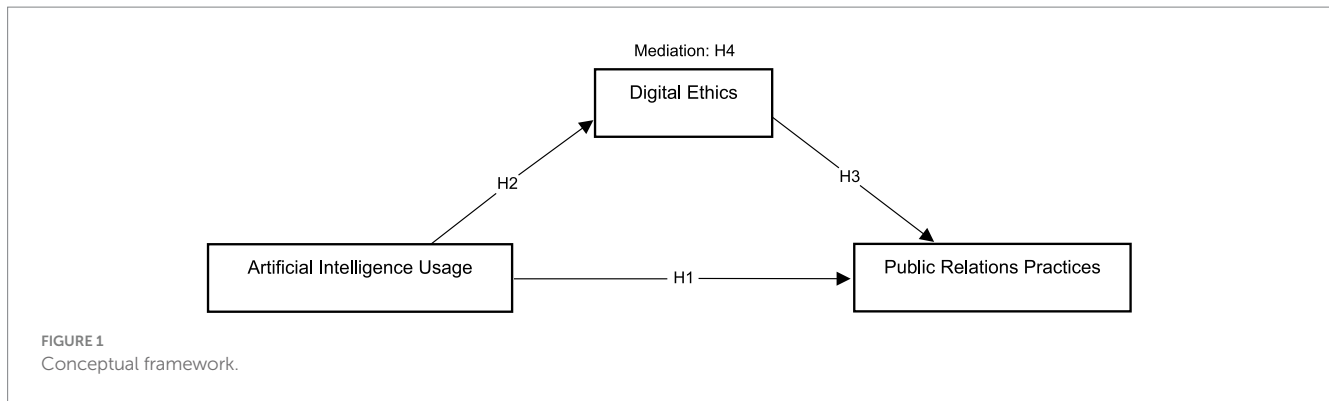 Mediation: H4
Digital Ethics
H2
H3
Artificial Intelligence Usage
H1
Public Relations Practices
FIGURE 1
Conceptual framework.